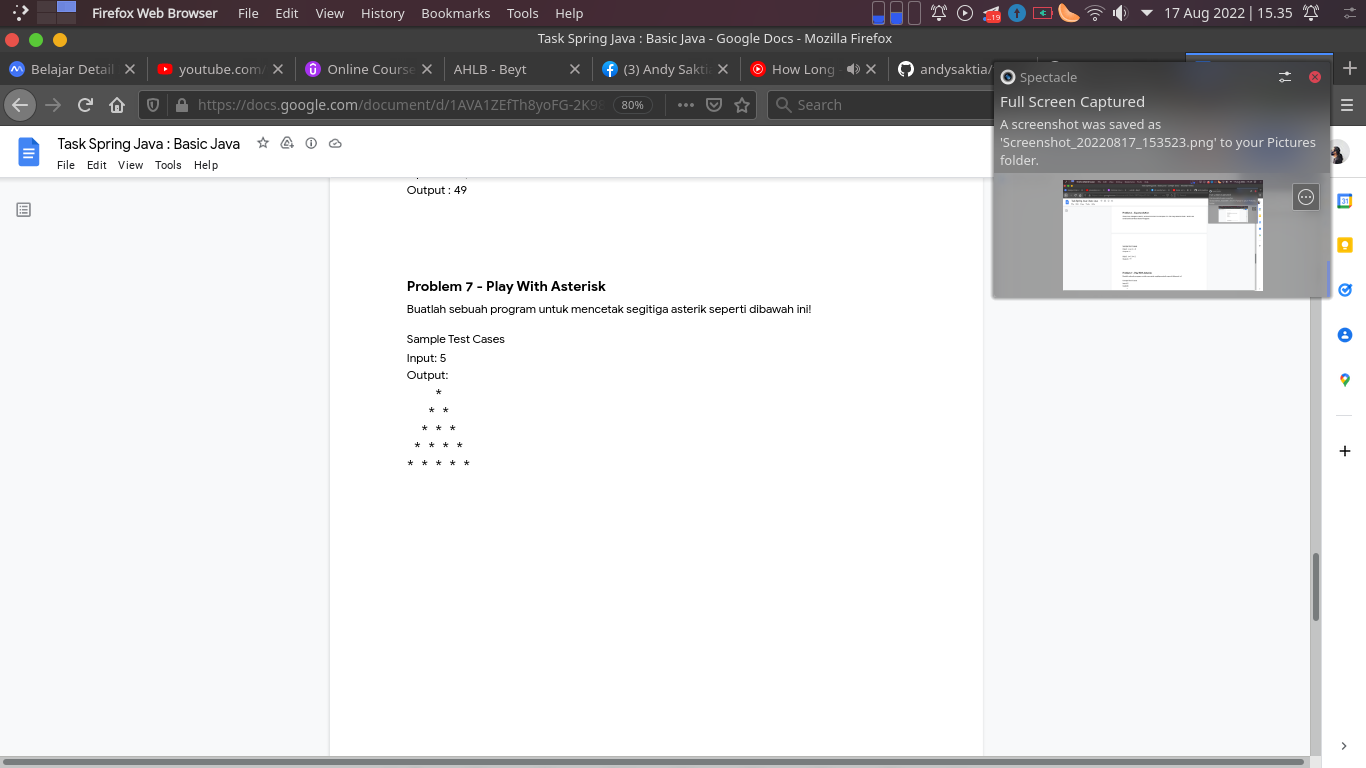 Firefox Web Browser File Edit View History Bookmarks Tools Help 19 17 Aug 2022 | 15.35
Task Spring Java : Basic Java - Google Docs - Mozilla Firefox
Belajar Detail youtube.com/ Online Course AHLB - Beyt (3) Andy Sakti How Long andysaktia/
https://docs.google.com/document/d/1AVA1ZEfTh8yoFG-2K98 80% Search
Spectacle
Full Screen Captured
A screenshot was saved as
'Screenshot_20220817_153523.png' to your Pictures
folder.
Task Spring Java : Basic Java
File Edit View Tools Help
Output : 49
Problem 7 - Play With Asterisk
Buatlah sebuah program untuk mencetak segitiga asterik seperti dibawah ini!
Sample Test Cases
Input: 5
Output:
*
* *
* * *
* * * *
* * * * *
31